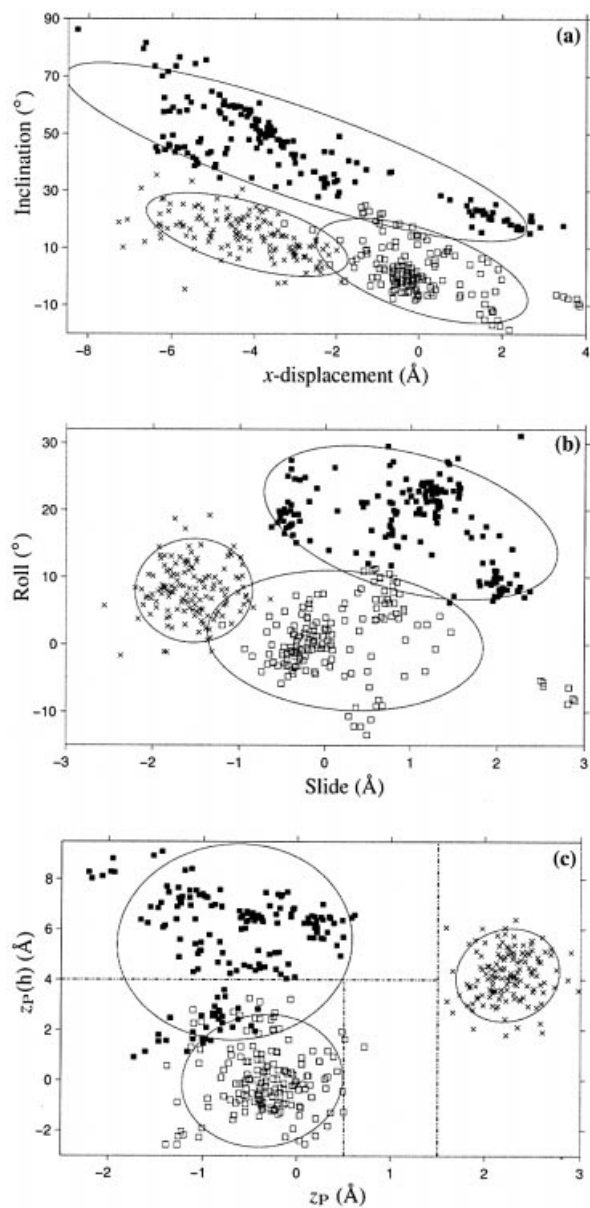 (a)
90
70
50
30
10
−10
Inclination (°)
−8 −6 −4 −2 0 2 4
x-displacement (Å)
(b)
30
20
10
0
−10
Roll (°)
−3 −2 −1 0 1 2 3
Slide (Å)
(c)
8
6
4
2
0
−2
zP(h) (Å)
−2 −1 0 1 2 3
zP (Å)